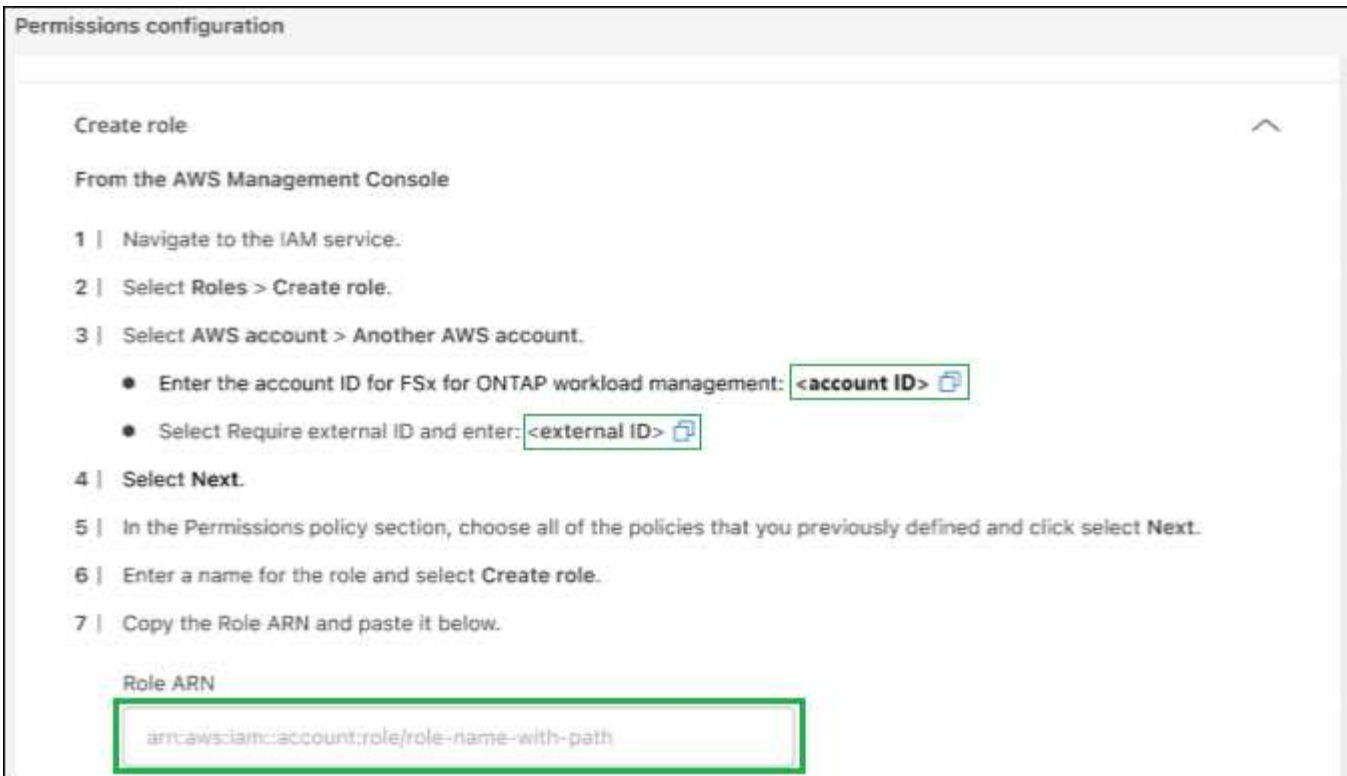 Permissions configuration
Create role
From the AWS Management Console
1 | Navigate to the IAM service.
2 | Select Roles > Create role.
3 | Select AWS account > Another AWS account.
● Enter the account ID for FSx for ONTAP workload management: <account ID>
● Select Require external ID and enter: <external ID>
4 | Select Next.
5 | In the Permissions policy section, choose all of the policies that you previously defined and click select Next.
6 | Enter a name for the role and select Create role.
7 | Copy the Role ARN and paste it below.
Role ARN
arn:aws:iam::account:role/role-name-with-path